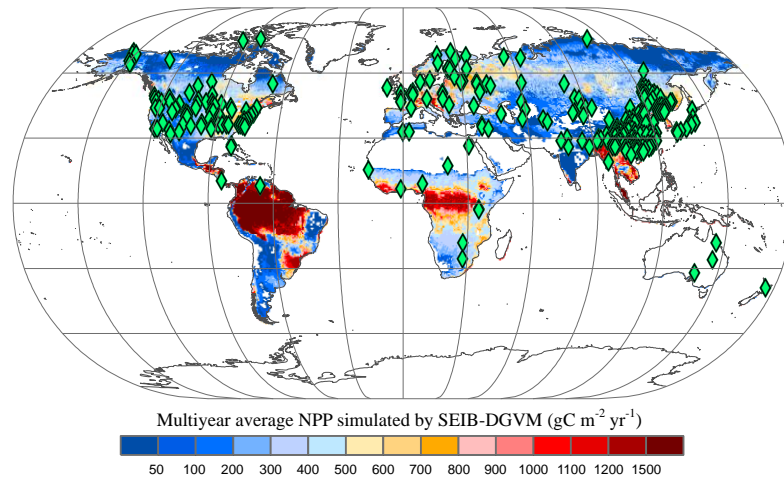 Multiyear average NPP simulated by SEIB-DGVM (gC m⁻² yr⁻¹)
50 100 200 300 400 500 600 700 800 900 1000 1100 1200 1500